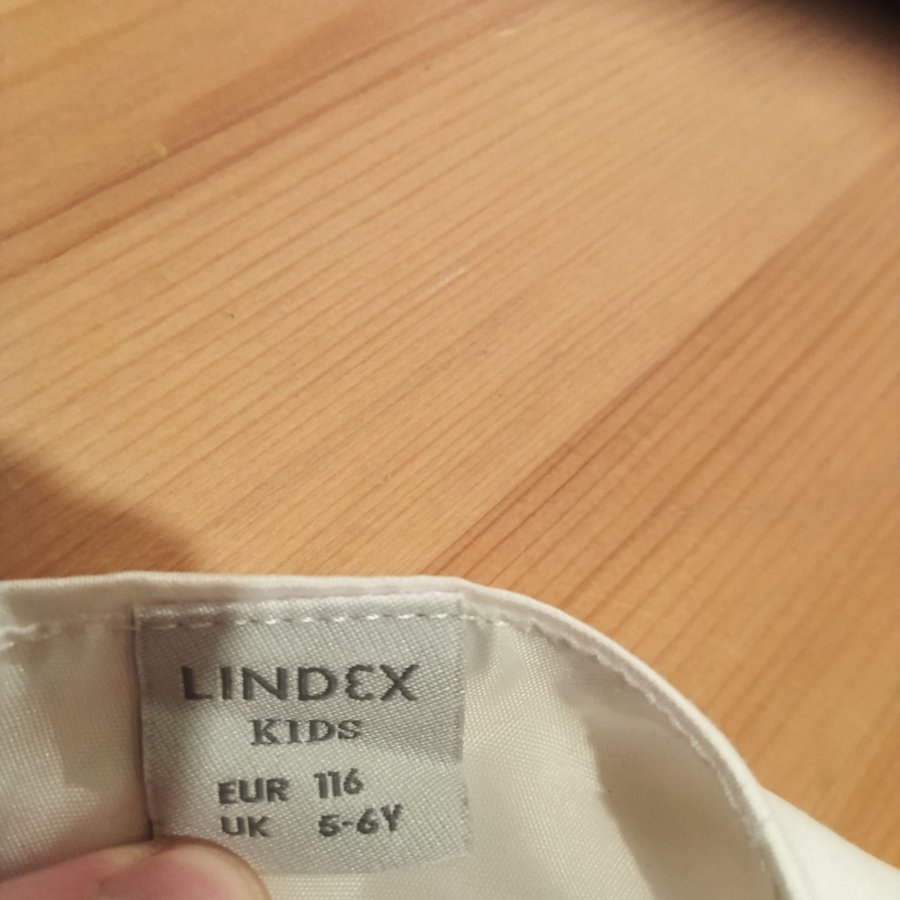 LINDEX
KIDS
EUR 116
UK 5-6Y